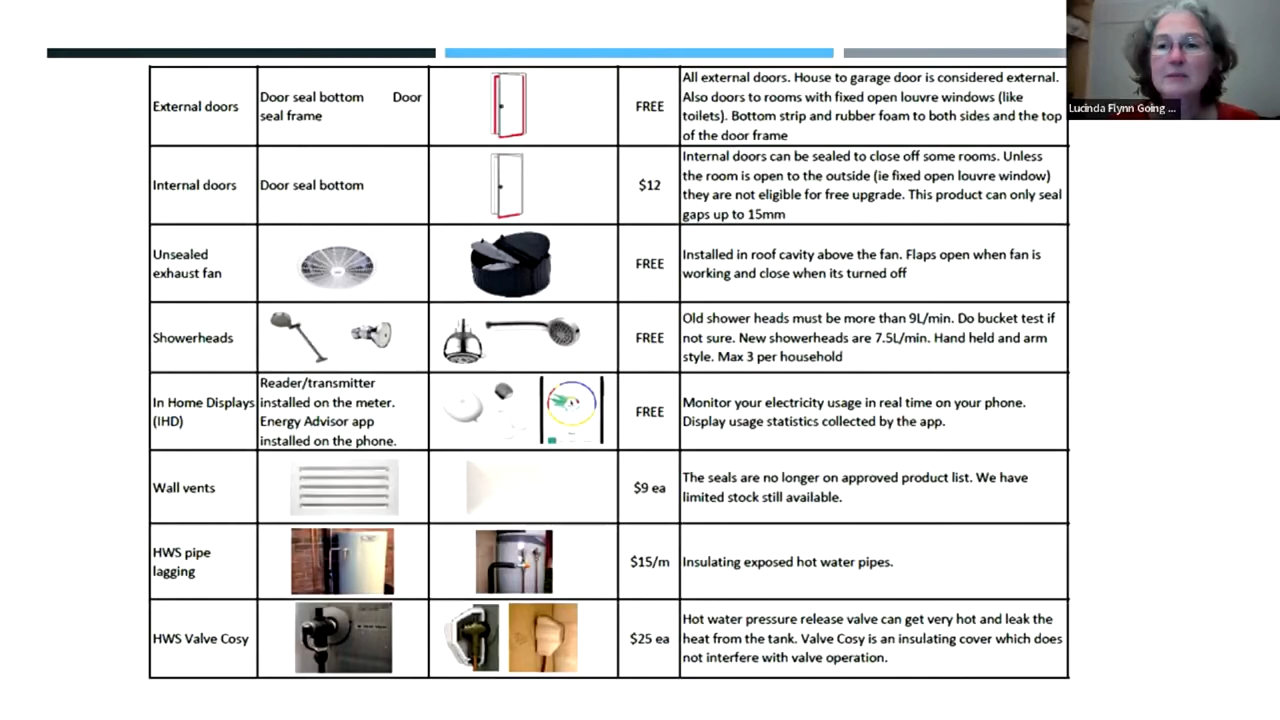 External doors
Door seal bottom Door
seal frame
FREE
All external doors. House to garage door is considered external.
Also doors to rooms with fixed open louvre windows (like
toilets). Bottom strip and rubber foam to both sides and the top
of the door frame
Internal doors
Door seal bottom
$12
Internal doors can be sealed to close off some rooms. Unless
the room is open to the outside (ie fixed open louvre window)
they are not eligible for free upgrade. This product can only seal
gaps up to 15mm
Unsealed
exhaust fan
FREE
Installed in roof cavity above the fan. Flaps open when fan is
working and close when its turned off
Showerheads
FREE
Old shower heads must be more than 9L/min. Do bucket test if
not sure. New showerheads are 7.5L/min. Hand held and arm
style. Max 3 per household
In Home Displays
(IHD)
Reader/transmitter
installed on the meter.
Energy Advisor app
installed on the phone.
FREE
Monitor your electricity usage in real time on your phone.
Display usage statistics collected by the app.
Wall vents
$9 ea
The seals are no longer on approved product list. We have
limited stock still available.
HWS pipe
lagging
$15/m
Insulating exposed hot water pipes.
HWS Valve Cosy
$25 ea
Hot water pressure release valve can get very hot and leak the
heat from the tank. Valve Cosy is an insulating cover which does
not interfere with valve operation.
Lucinda Flynn Going ...